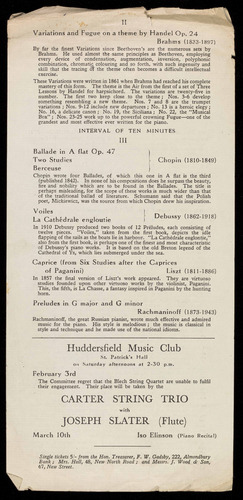 II
Variations and Fugue on a theme by Handel Op. 24
Brahms (1833-1897)
By far the finest Variations since Beethoven's are the numerous sets by
Brahms. He used almost the same principles as Beethoven, employing
every device of condensation, augmentation, inversion, polyphonic
combination, chromatic colouring and so forth, with such ingenuity and
skill that the tracing of the theme often becomes a difficult intellectual
exercise.
These Variations were written in 1861 when Brahms had reached his complete
mastery of this form. The theme is the Air from the first of a set of Three
Lessons by Handel for harpsichord. The variations are twenty-five in
number. The first two keep close to the theme; Nos. 3-6 develop
something resembling a new theme. Nos. 7 and 8 are the trumpet
variations; Nos. 9-12 include new departures; No. 13 is a heroic elegy;
No. 16, a delicate canon; No. 19, the Siciliana; No. 22, the "Musical
Box"; Nos. 23-25 work up to the powerful crowning Fugue—one of the
grandest and most effective ever written for the piano.
INTERVAL OF TEN MINUTES
III
Ballade in A flat Op. 47
Two Studies
Berceuse
Chopin (1810-1849)
Chopin wrote four Ballades, of which this one in A flat is the third
(published 1842). In none of his compositions does he surpass the beauty,
fire and nobility which are to be found in the Ballades. The title is
perhaps misleading, for the scope of these works is much wider than that
of the traditional ballad of literature. Schumann said that the Polish
poet, Mickiewicz, was the source from which Chopin drew his inspiration.
Voiles
La Cathédrale engloutie
Debussy (1862-1918)
In 1910 Debussy produced two books of 12 Preludes, each consisting of
twelve pieces. "Voiles," taken from the first book, depicts the idle
flapping of the sails as the boats lie in harbour. "La Cathédrale engloutie,"
also from the first book, is perhaps one of the finest and most characteristic
of Debussy's piano works. It is based on the old Breton legend of the
Cathedral of Ys, which lies submerged under the sea.
Caprice (from Six Studies after the Caprices
of Paganini)
Liszt (1811-1886)
In 1837 the final version of Liszt's work appeared. They are virtuoso
studies founded upon other virtuoso works by the violinist, Paganini.
This, the fifth, is La Chasse, a fantasy inspired in Paganini by the hunting
horn.
Preludes in G major and G minor
Rachmaninoff (1873-1943)
Rachmaninoff, the great Russian pianist, wrote much effective and admired
music for the piano. His style is melodious; the music is classical in
style and technique and he made use of the national idioms.
Huddersfield Music Club
St. Patrick's Hall
on Saturday afternoons at 2-30 p.m.
February 3rd
The Committee regret that the Blech String Quartet are unable to fulfil
their engagement. Their place will be taken by the
CARTER STRING TRIO
with
JOSEPH SLATER (Flute)
March 10th
Iso Elinson (Piano Recital)
Single tickets 5/- from the Hon. Treasurer, F. W. Gadsby, 222, Almondbury
Bank; Mrs. Hall, 46, New North Road; and Messrs. J. Wood & Son,
67, New Street.